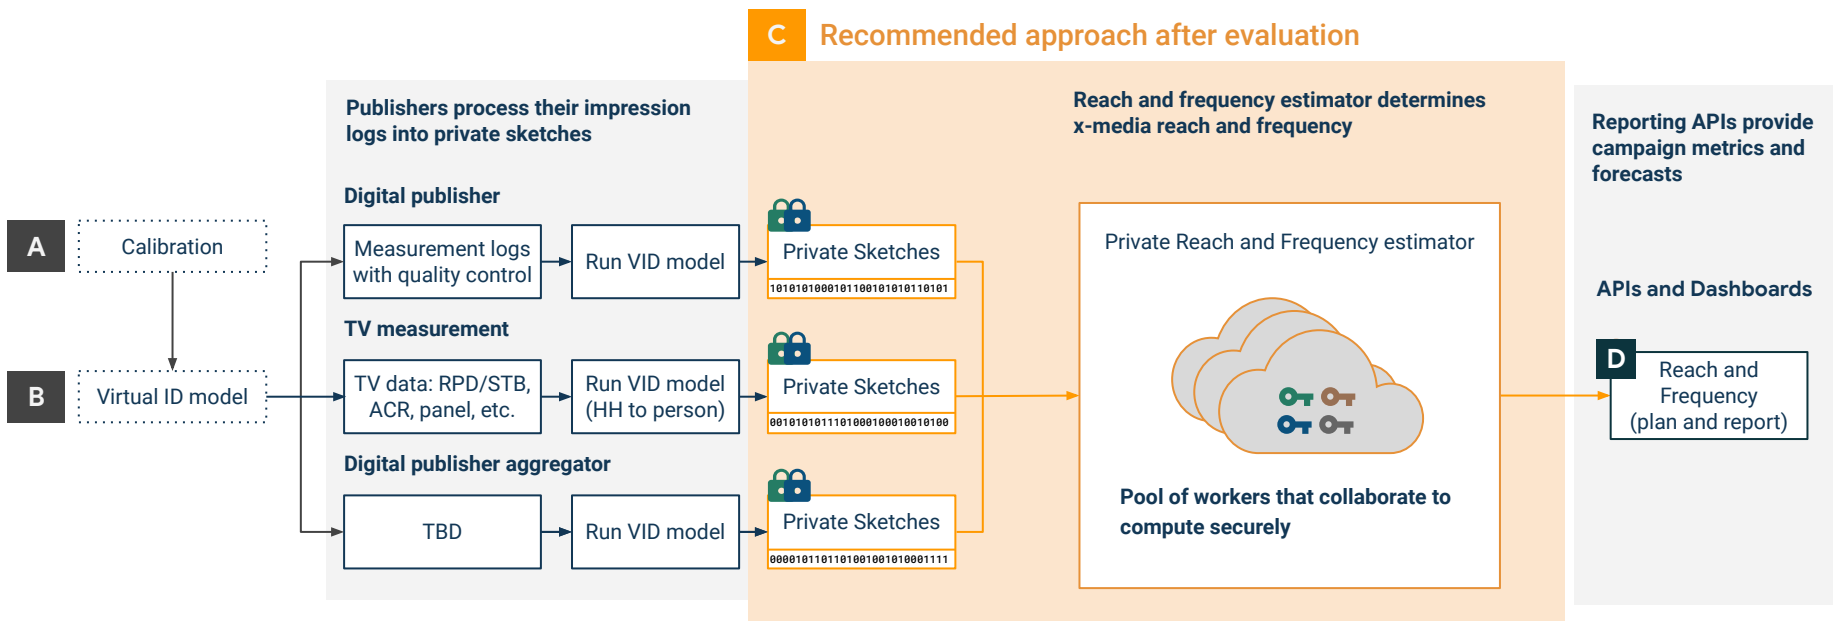 C
Recommended approach after evaluation
Publishers process their impression
logs into private sketches
Reach and frequency estimator determines
x-media reach and frequency
Reporting APIs provide
campaign metrics and
forecasts
Digital publisher
A
Calibration
Measurement logs
with quality control
Run VID model
Private Sketches
1010101000101100101010110101
Private Reach and Frequency estimator
APIs and Dashboards
TV measurement
B
Virtual ID model
TV data: RPD/STB,
ACR, panel, etc.
Run VID model
(HH to person)
Private Sketches
0010101011101000100010010100
D
Reach and
Frequency
(plan and report)
Digital publisher aggregator
TBD
Run VID model
Private Sketches
0000101101101001001010001111
Pool of workers that collaborate to
compute securely